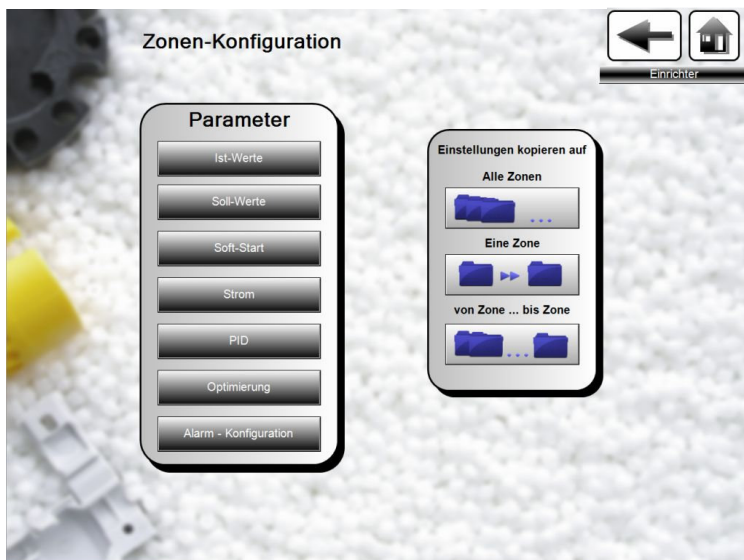 Zonen-Konfiguration
Einrichter
Parameter
Ist-Werte
Soll-Werte
Soft-Start
Strom
PID
Optimierung
Alarm - Konfiguration
Einstellungen kopieren auf
Alle Zonen
Eine Zone
von Zone ... bis Zone